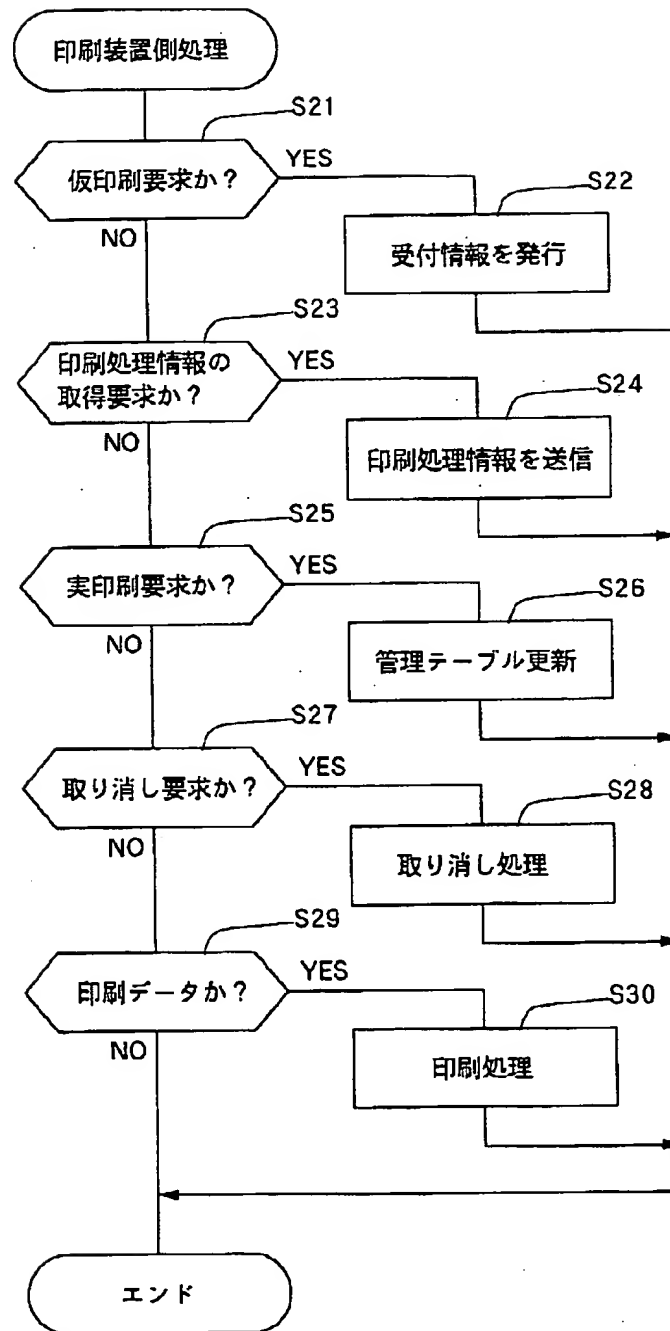 印刷装置側処理
S21
仮印刷要求か？
YES
S22
NO
受付情報を発行
S23
印刷処理情報の
取得要求か？
YES
S24
NO
印刷処理情報を送信
S25
実印刷要求か？
YES
S26
NO
管理テーブル更新
S27
取り消し要求か？
YES
S28
NO
取り消し処理
S29
印刷データか？
YES
S30
NO
印刷処理
エンド